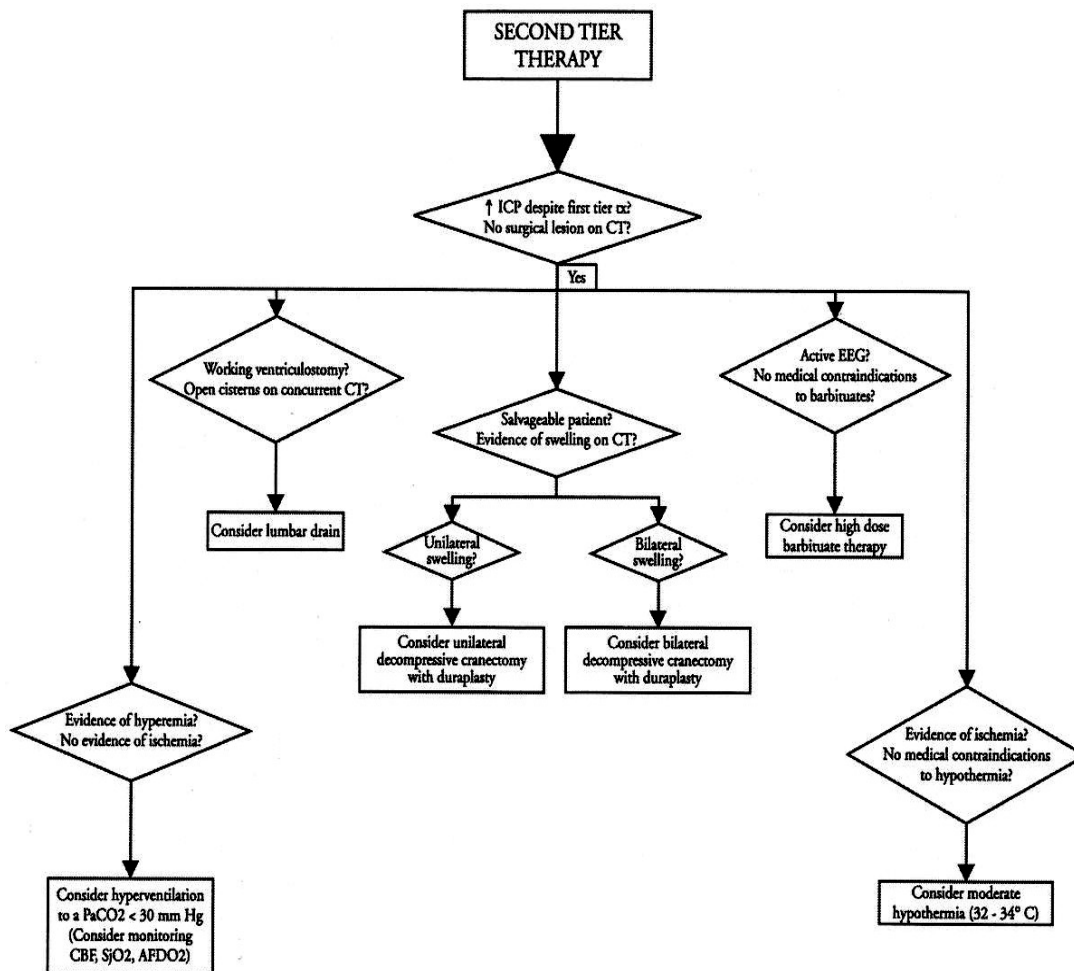 SECOND TIER
THERAPY
↑ ICP despite first tier tx?
No surgical lesion on CT?
Yes
Working ventriculostomy?
Open cisterns on concurrent CT?
Active EEG?
No medical contraindications
to barbituates?
Salvageable patient?
Evidence of swelling on CT?
Consider lumbar drain
Consider high dose
barbituate therapy
Unilateral
swelling?
Bilateral
swelling?
Consider unilateral
decompressive cranectomy
with duraplasty
Consider bilateral
decompressive cranectomy
with duraplasty
Evidence of hyperemia?
No evidence of ischemia?
Evidence of ischemia?
No medical contraindications
to hypothermia?
Consider hyperventilation
to a PaCO2 < 30 mm Hg
(Consider monitoring
CBF, SjO2, AFDO2)
Consider moderate
hypothermia (32 - 34° C)